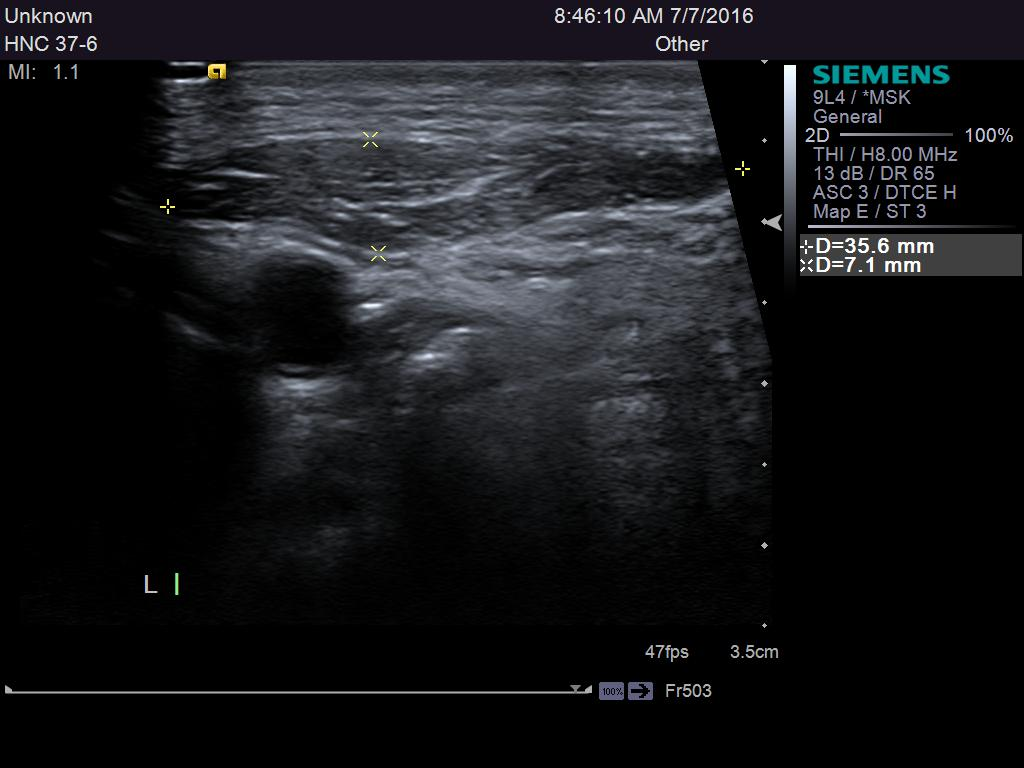 Unknown
8:46:10 AM 7/7/2016
HNC 37-6
Other
MI: 1.1
SIEMENS
9L4 / *MSK
General
2D 100%
THI / H8.00 MHz
13 dB / DR 65
ASC 3 / DTCE H
Map E / ST 3
D=35.6 mm
D=7.1 mm
L
47fps 3.5cm
100% Fr503